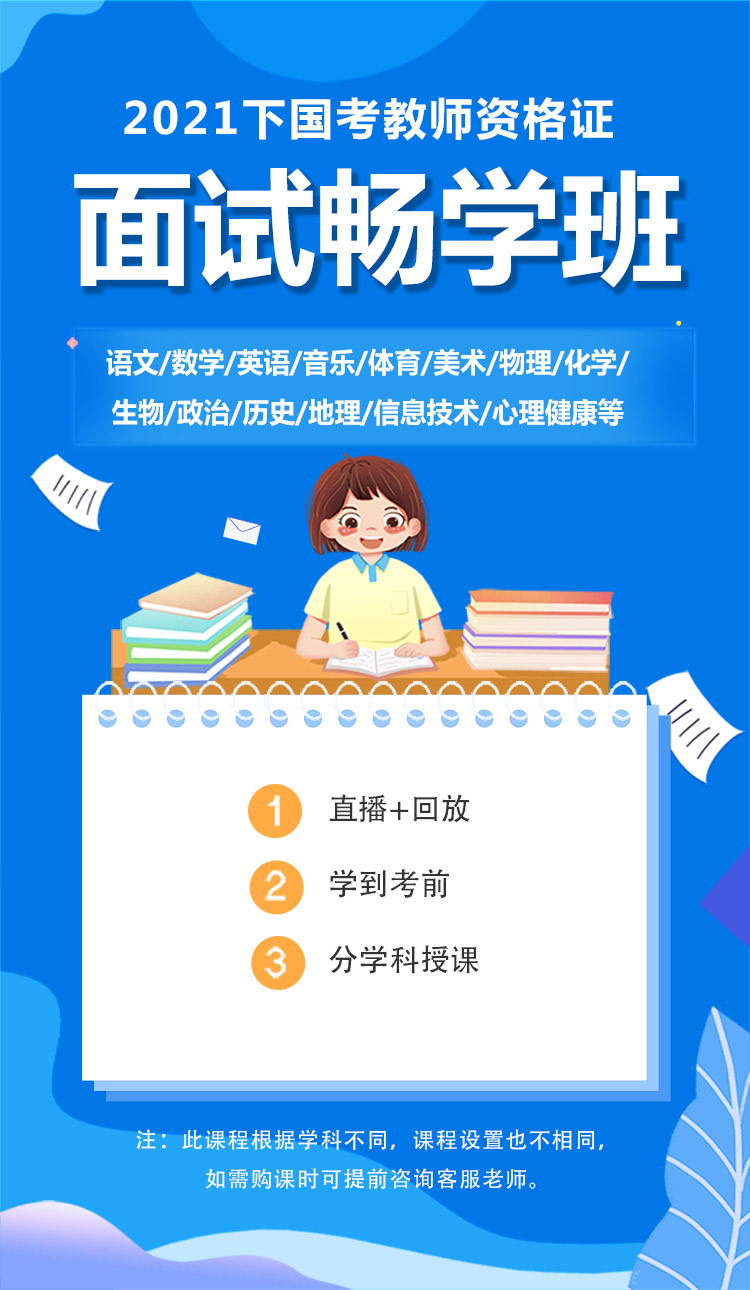 2021下国考教师资格证
面试畅学班
语文/数学/英语/音乐/体育/美术/物理/化学/
生物/政治/历史/地理/信息技术/心理健康等
1 直播+回放
2 学到考前
3 分学科授课
注：此课程根据学科不同，课程设置也不相同，
如需购课时可提前咨询客服老师。